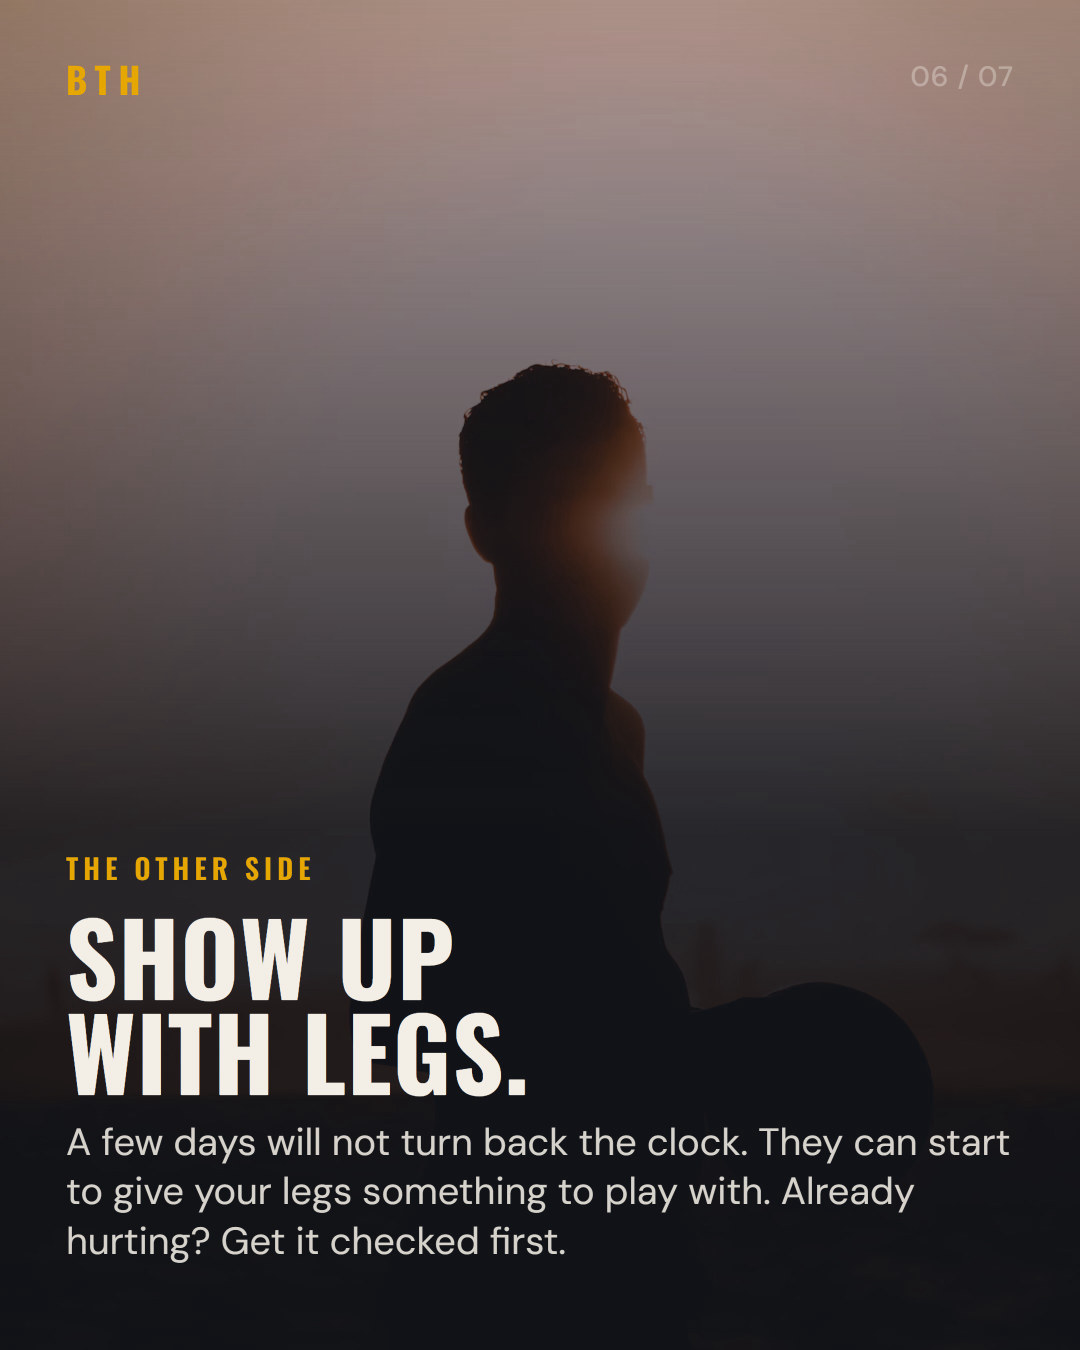 BTH
06 / 07
THE OTHER SIDE
SHOW UP
WITH LEGS.
A few days will not turn back the clock. They can start
to give your legs something to play with. Already
hurting? Get it checked first.